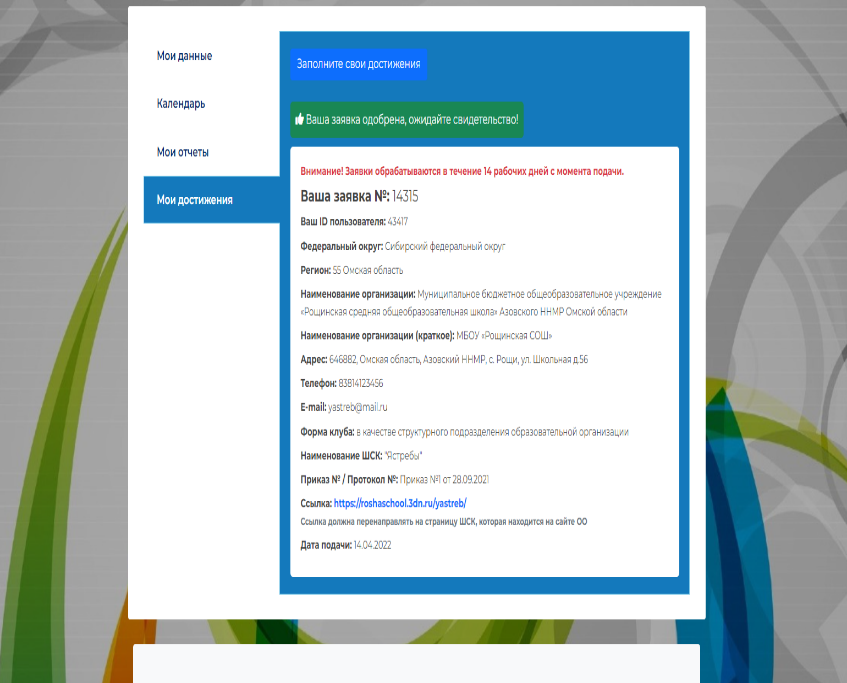 Мои данные
Календарь
Мои отчеты
Мои достижения
Заполните свои достижения
Ваша заявка одобрена, ожидайте свидетельство!
Внимание! Заявки обрабатываются в течение 14 рабочих дней с момента подачи.
Ваша заявка №: 14315
Ваш ID пользователя: 43417
Федеральный округ: Сибирский федеральный округ
Регион: 55 Омская область
Наименование организации: Муниципальное бюджетное общеобразовательное учреждение
«Рощинская средняя общеобразовательная школа» Азовского ННМР Омской области
Наименование организации (краткое): МБОУ «Рощинская СОШ»
Адрес: 646882, Омская область, Азовский ННМР, с. Рощи, ул. Школьная д.56
Телефон: 83814123456
E-mail: yastreb@mail.ru
Форма клуба: в качестве структурного подразделения образовательной организации
Наименование ШСК: "Ястребы"
Приказ № / Протокол №: Приказ №1 от 28.09.2021
Ссылка: https://roshaschool.3dn.ru/yastreb/
Ссылка должна перенаправлять на страницу ШСК, которая находится на сайте ОО
Дата подачи: 14.04.2022